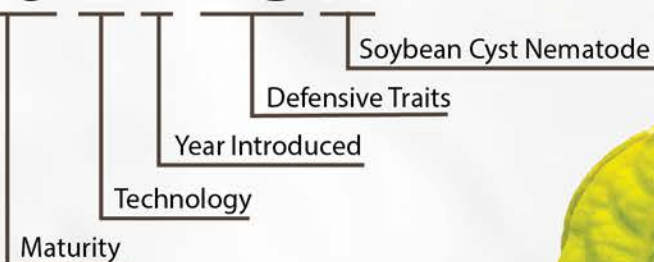 Soybean Cyst Nematode
Defensive Traits
Year Introduced
Technology
Maturity